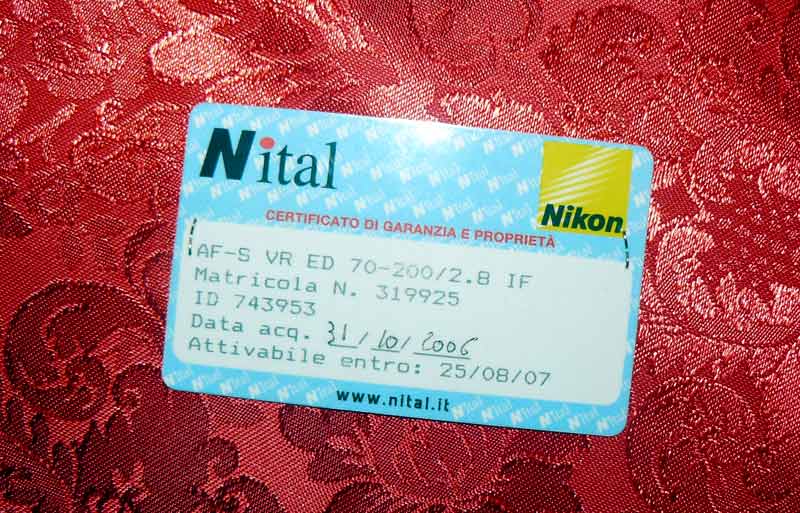 Nital
Nikon
CERTIFICATO DI GARANZIA E PROPRIETÀ
AF-S VR ED 70-200/2.8 IF
Matricola N. 319925
ID 743953
Data acq. 31/10/2006
Attivabile entro: 25/08/07
www.nital.it